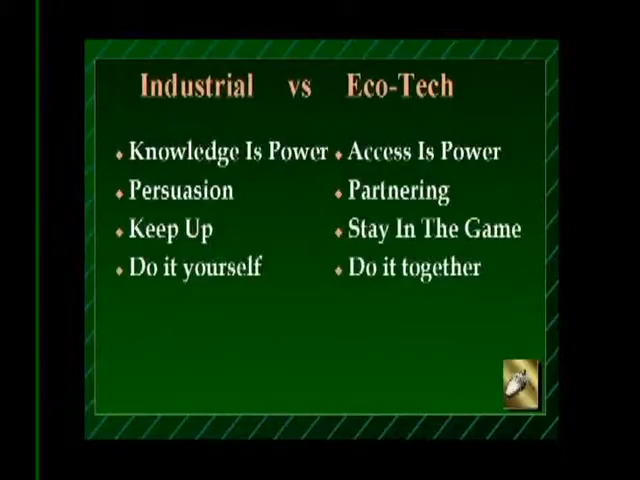 Industrial vs Eco-Tech
Knowledge Is Power
Persuasion
Keep Up
Do it yourself
Access Is Power
Partnering
Stay In The Game
Do it together